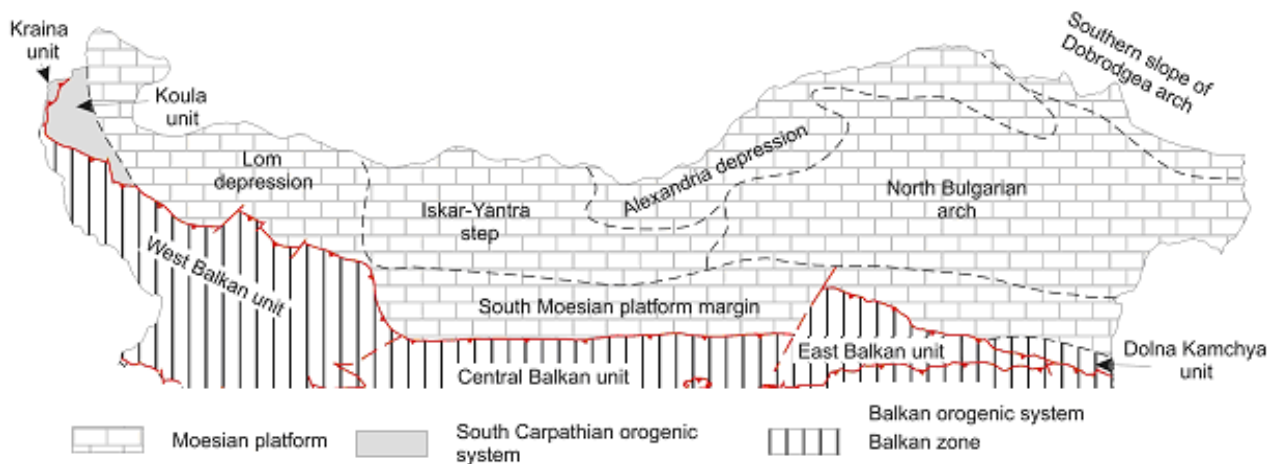 Kraina
unit
Koula
unit
Southern slope of
Dobrodgea arch
Lom
depression
Alexandria depression
Iskar-Yantra
step
North Bulgarian
arch
West Balkan unit
South Moesian platform margin
East Balkan unit
Dolna Kamchya
unit
Central Balkan unit
Moesian platform
South Carpathian orogenic
system
Balkan orogenic system
Balkan zone